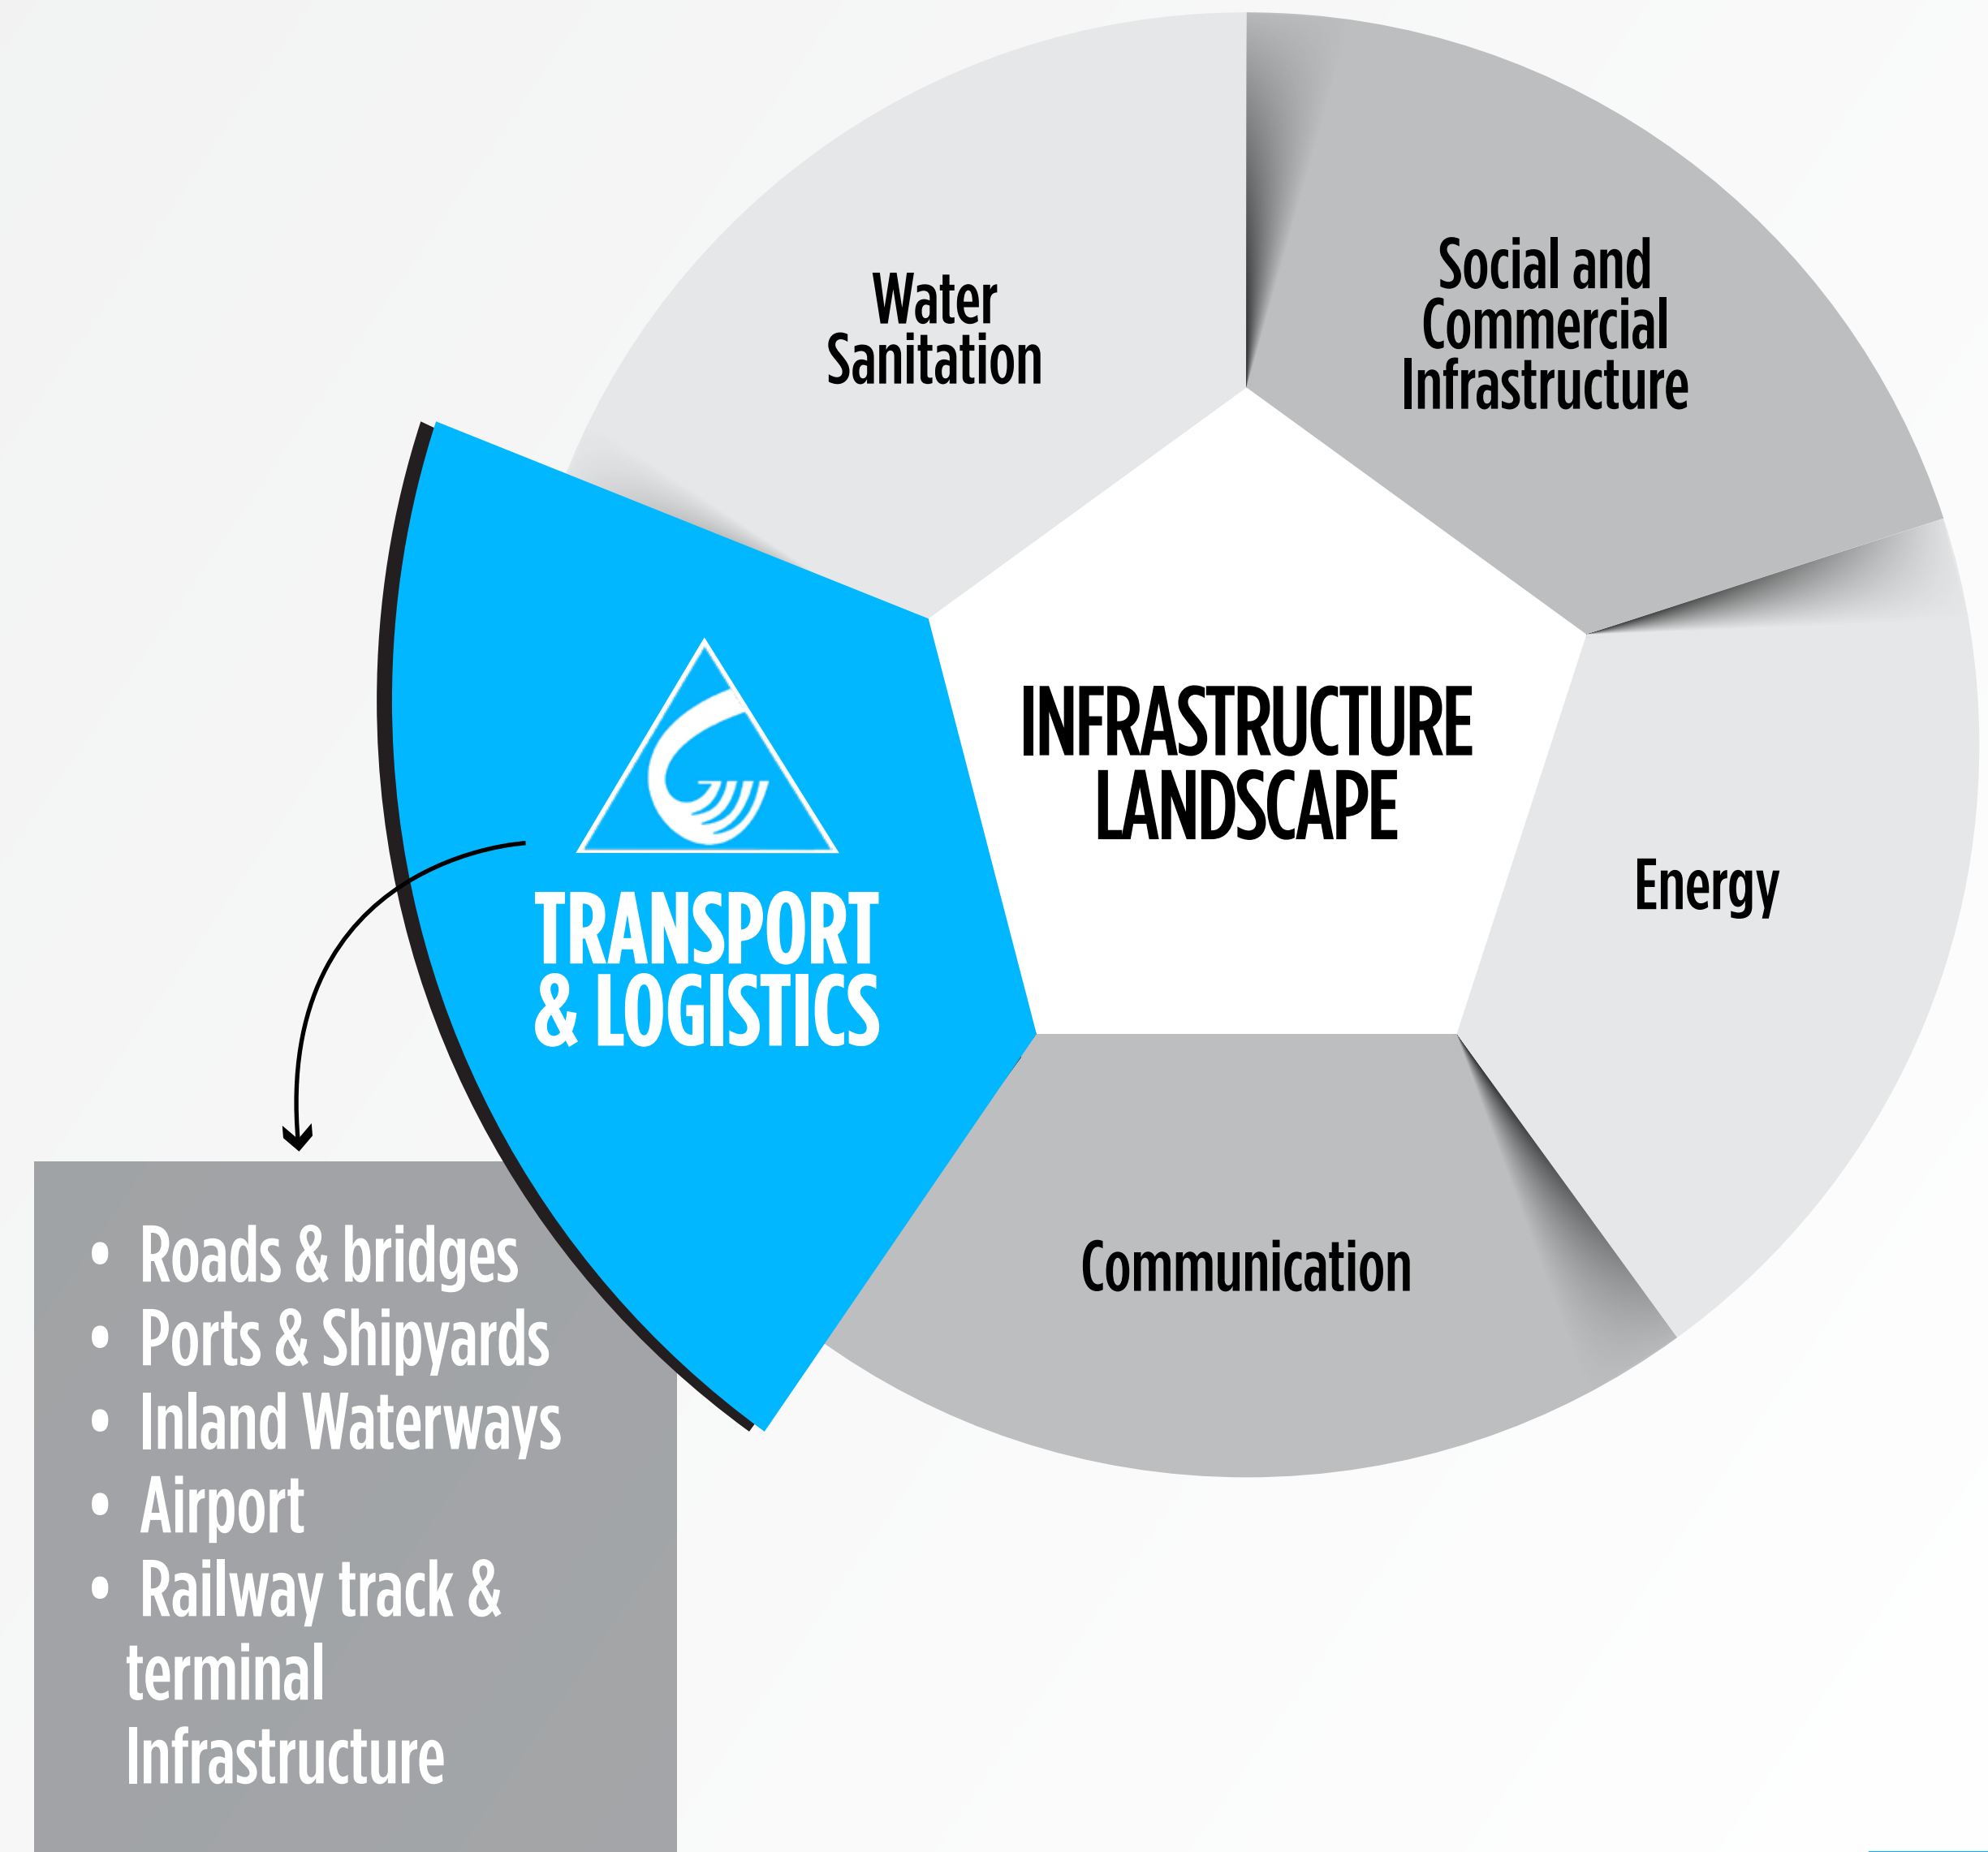 Water
Sanitation
Social and
Commercial
Infrastructure
INFRASTRUCTURE
LANDSCAPE
Energy
TRANSPORT
& LOGISTICS
Communication
• Roads & bridges
• Ports & Shipyards
• Inland Waterways
• Airport
• Railway track &
terminal
Infrastructure